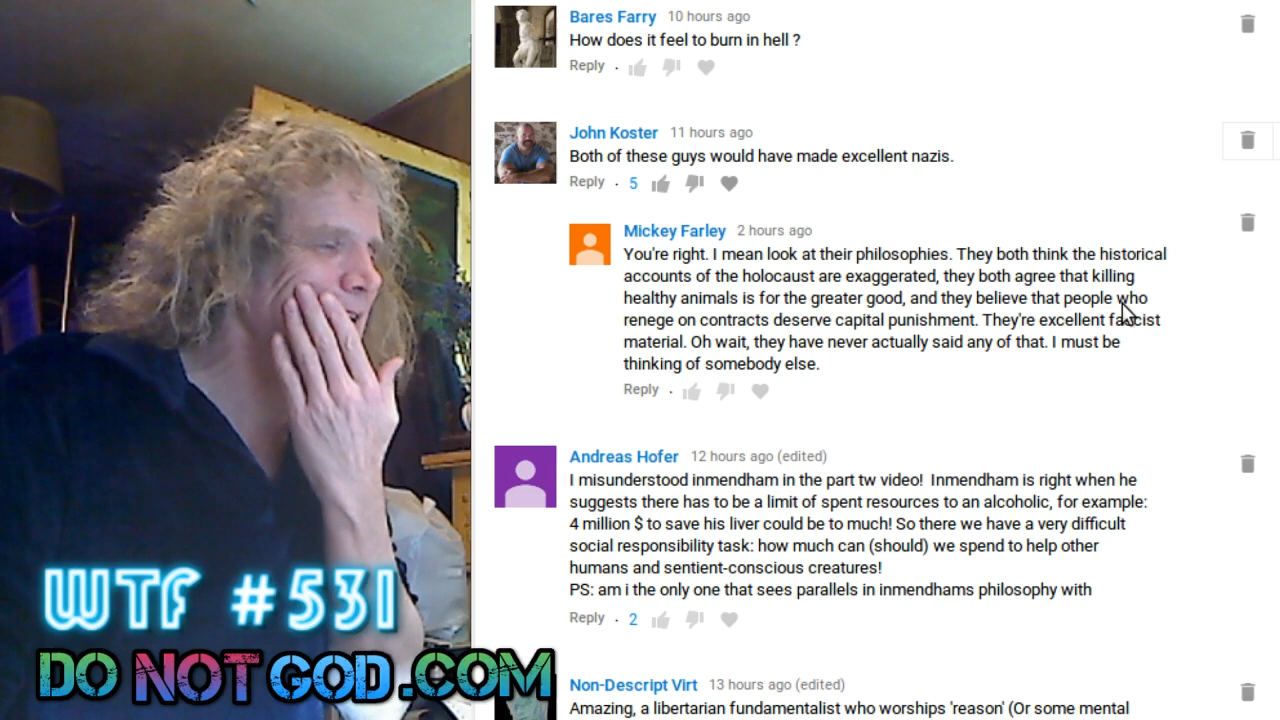 Bares Farry 10 hours ago
How does it feel to burn in hell ?
Reply .
John Koster 11 hours ago
Both of these guys would have made excellent nazis.
Reply . 5
Mickey Farley 2 hours ago
You're right. I mean look at their philosophies. They both think the historical
accounts of the holocaust are exaggerated, they both agree that killing
healthy animals is for the greater good, and they believe that people who
renege on contracts deserve capital punishment. They're excellent fascist
material. Oh wait, they have never actually said any of that. I must be
thinking of somebody else.
Reply .
Andreas Hofer 12 hours ago (edited)
I misunderstood inmendham in the part tw video! Inmendham is right when he
suggests there has to be a limit of spent resources to an alcoholic, for example:
4 million $ to save his liver could be to much! So there we have a very difficult
social responsibility task: how much can (should) we spend to help other
humans and sentient-conscious creatures!
PS: am i the only one that sees parallels in inmendhams philosophy with
Reply . 2
Non-Descript Virt 13 hours ago (edited)
Amazing, a libertarian fundamentalist who worships 'reason' (Or some mental
WTF #531
DO NOT GOD.COM